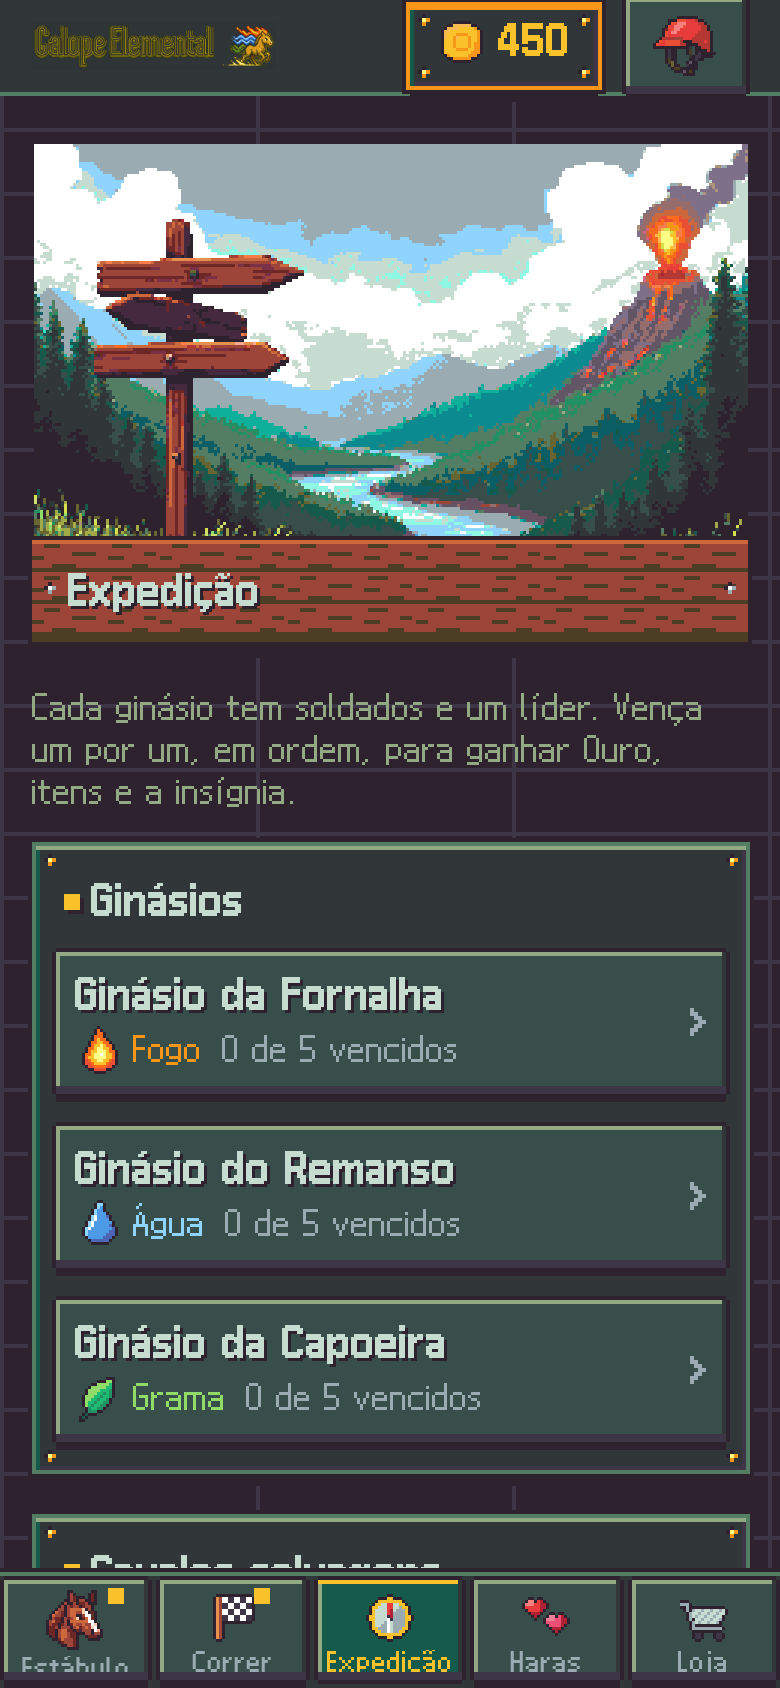 Galope Elemental
450
Expedição
Cada ginásio tem soldados e um líder. Vença
um por um, em ordem, para ganhar Ouro,
itens e a insígnia.
Ginásios
Ginásio da Fornalha
Fogo 0 de 5 vencidos
Ginásio do Remanso
Água 0 de 5 vencidos
Ginásio da Capoeira
Grama 0 de 5 vencidos
Cavalos selvagens
Estábulo
Correr
Expedição
Haras
Loja